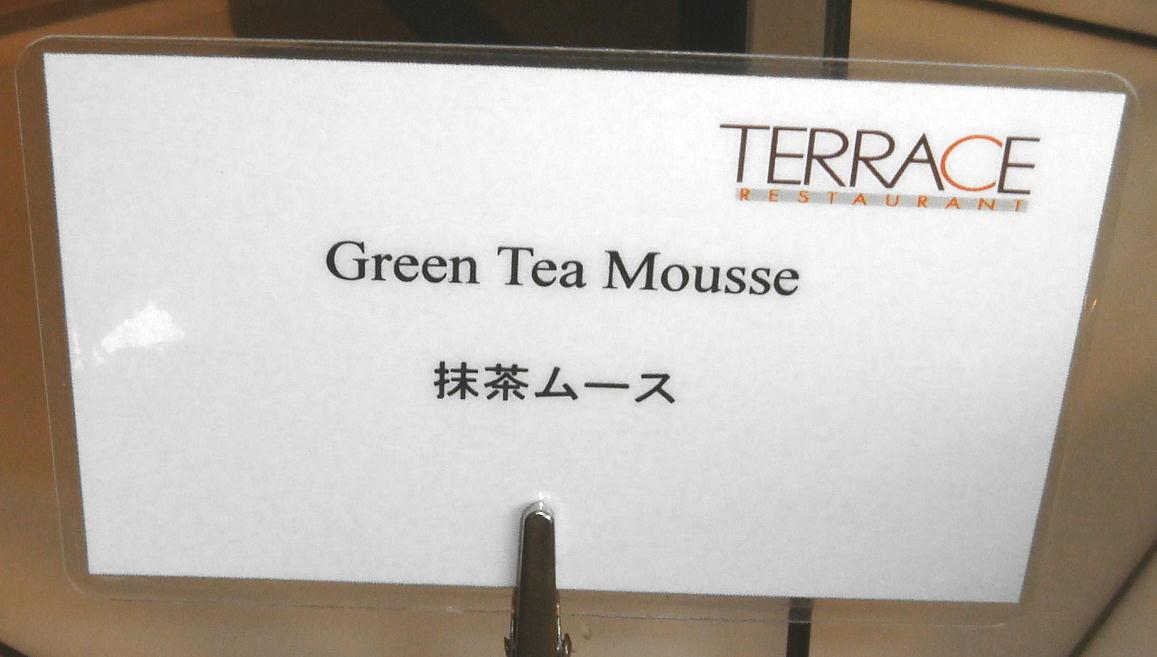 TERRACE
RESTAURANT
Green Tea Mousse
抹茶ムース